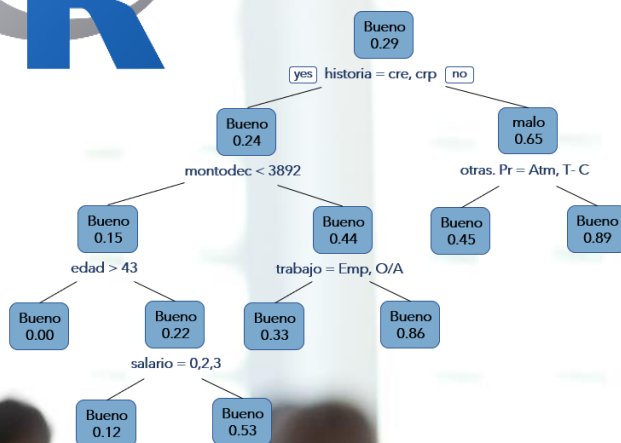 R
Bueno
0.29
yes historia = cre, crp no
Bueno
0.24
malo
0.65
montodec < 3892
otras. Pr = Atm, T- C
Bueno
0.15
Bueno
0.44
Bueno
0.45
Bueno
0.89
edad > 43
trabajo = Emp, O/A
Bueno
0.00
Bueno
0.22
Bueno
0.33
Bueno
0.86
salario = 0,2,3
Bueno
0.12
Bueno
0.53